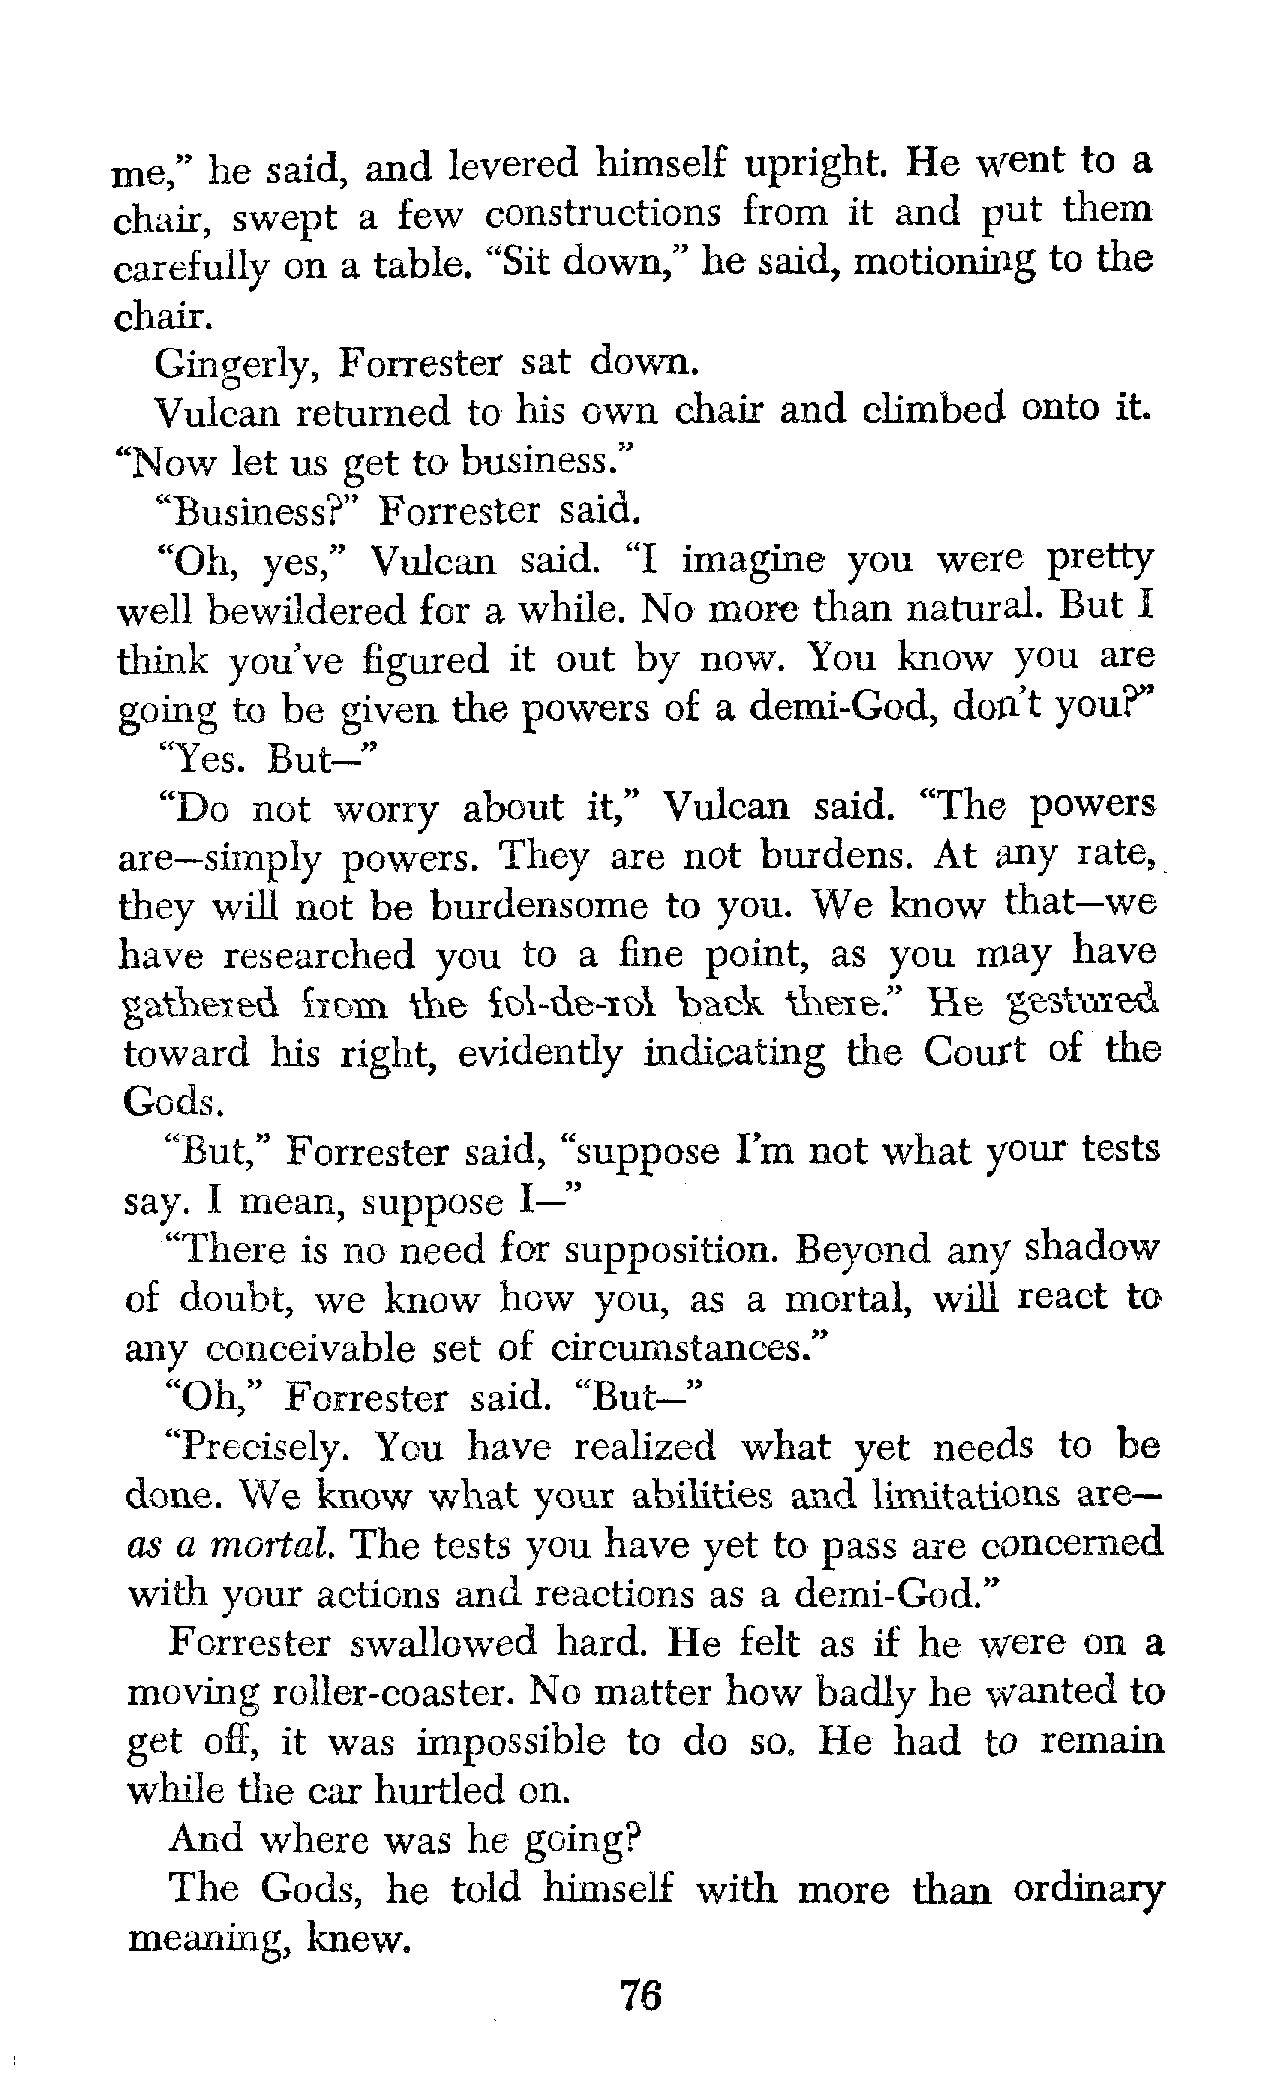 me,” he said, and levered himself upright. He went to a
chair, swept a few constructions from it and put them
carefully on a table. “Sit down,” he said, motioning to the
chair.
Gingerly, Forrester sat down.
Vulcan returned to his own chair and climbed onto it.
“Now let us get to business.”
“Business?” Forrester said.
“Oh, yes,” Vulcan said. “I imagine you were pretty
well bewildered for a while. No more than natural. But I
think you’ve figured it out by now. You know you are
going to be given the powers of a demi-God, don’t you?”
“Yes. But—”
“Do not worry about it,” Vulcan said. “The powers
are—simply powers. They are not burdens. At any rate,
they will not be burdensome to you. We know that—we
have researched you to a fine point, as you may have
gathered from the fol-de-rol back there.” He gestured
toward his right, evidently indicating the Court of the
Gods.
“But,” Forrester said, “suppose I’m not what your tests
say. I mean, suppose I—”
“There is no need for supposition. Beyond any shadow
of doubt, we know how you, as a mortal, will react to
any conceivable set of circumstances.”
“Oh,” Forrester said. “But—”
“Precisely. You have realized what yet needs to be
done. We know what your abilities and limitations are—
as a mortal. The tests you have yet to pass are concerned
with your actions and reactions as a demi-God.”
Forrester swallowed hard. He felt as if he were on a
moving roller-coaster. No matter how badly he wanted to
get off, it was impossible to do so. He had to remain
while the car hurtled on.
And where was he going?
The Gods, he told himself with more than ordinary
meaning, knew.
76